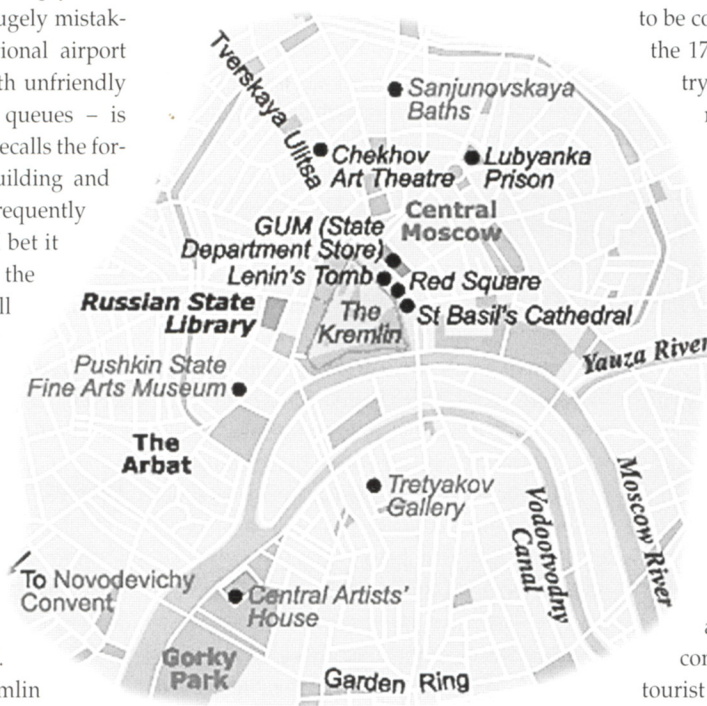 ugely mistak-
ional airport
th unfriendly
queues – is
ecalls the for-
uilding and
requently
bet it
the
ll
mlin
Tverskaya Ulitsa
Sanjunovskaya
Baths
Chekhov
Art Theatre
Lubyanka
Prison
Central
Moscow
GUM (State
Department Store)
Lenin's Tomb
Red Square
St Basil's Cathedral
The
Kremlin
Russian State
Library
Pushkin State
Fine Arts Museum
The
Arbat
Yauza River
Moscow River
Vodootvodny
Canal
Tretyakov
Gallery
To Novodevichy
Convent
Central Artists'
House
Gorky
Park
Garden Ring
to be co
the 17
try
a
con
tourist